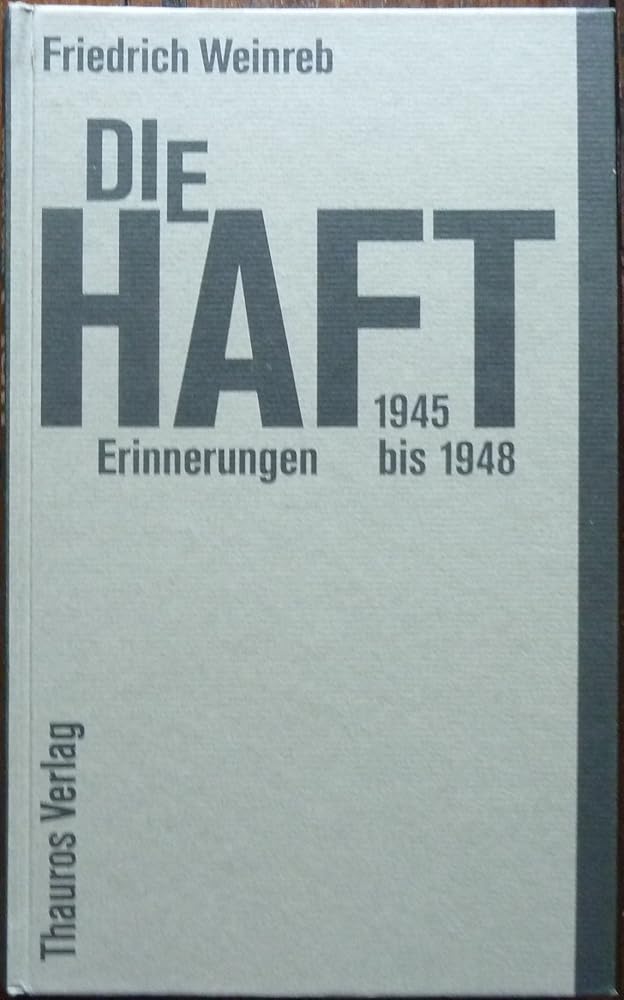 Friedrich Weinreb
DIE
HAFT
1945
Erinnerungen bis 1948
Thauros Verlag